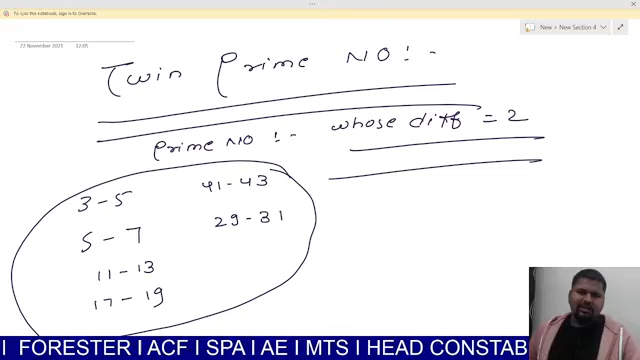 To sync this notebook, sign in to OneNote.
New > New Section 4
22 November 2025 12:05
Twin Prime NO:-
Prime NO:- whose diff = 2
3 - 5
41 - 43
5 - 7
29 - 31
11 - 13
17 - 19
I FORESTER I ACF I SPA I AE I MTS I HEAD CONSTAB